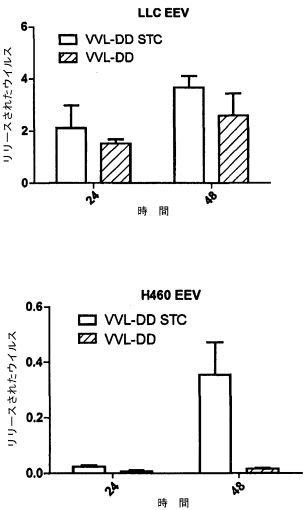 LLC EEV
VVL-DD STC
VVL-DD
リリースされたウイルス
6
4
2
0
24
48
時 間
H460 EEV
VVL-DD STC
VVL-DD
リリースされたウイルス
0.6
0.4
0.2
0.0
24
48
時 間